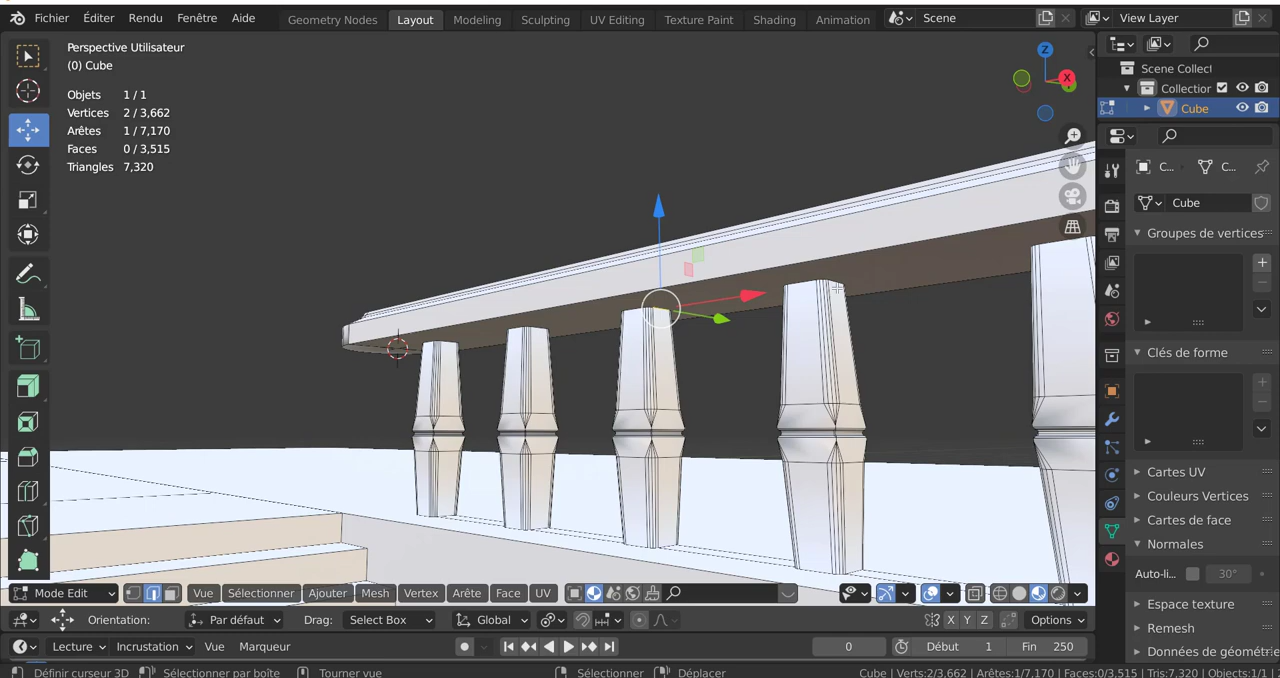 Fichier Éditer Rendu Fenêtre Aide Geometry Nodes Layout Modeling Sculpting UV Editing Texture Paint Shading Animation Scene View Layer
Perspective Utilisateur
(0) Cube
Objets 1 / 1
Vertices 2 / 3,662
Arêtes 1 / 7,170
Faces 0 / 3,515
Triangles 7,320
Z
X
Scene Collect
Collection
Cube
C... C...
Cube
Groupes de vertices
Clés de forme
Cartes UV
Couleurs Vertices
Cartes de face
Normales
Auto-li... 30°
Espace texture
Remesh
Données de géométrie
Mode Edit Vue Sélectionner Ajouter Mesh Vertex Arête Face UV
Orientation: Par défaut Drag: Select Box Global X Y Z Options
Lecture Incrustation Vue Marqueur 0 Début 1 Fin 250
Définir curseur 3D Sélectionner par boîte Tourner vue Sélectionner Déplacer Cube | Verts:2/3,662 | Arêtes:1/7,170 | Faces:0/3,515 | Tris:7,320 | Objets:1/1 |